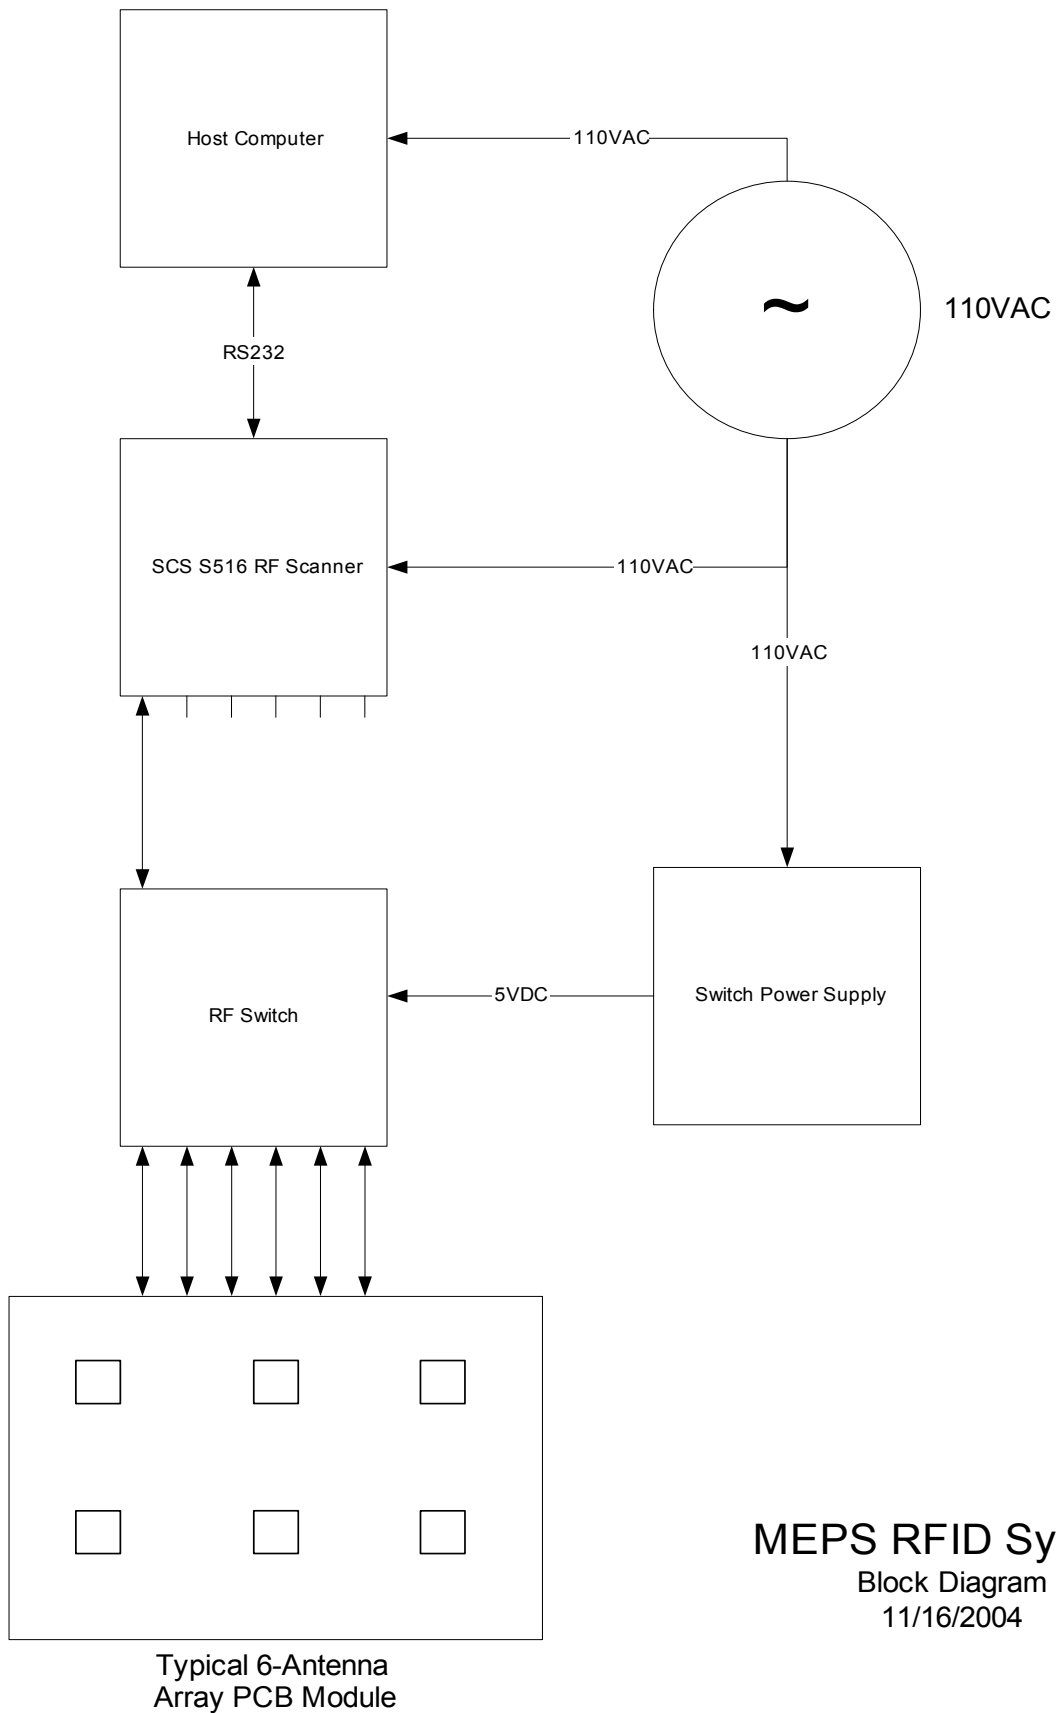 Host Computer
110VAC
~
110VAC
RS232
SCS S516 RF Scanner
110VAC
110VAC
RF Switch
5VDC
Switch Power Supply
MEPS RFID Sy
Block Diagram
11/16/2004
Typical 6-Antenna
Array PCB Module